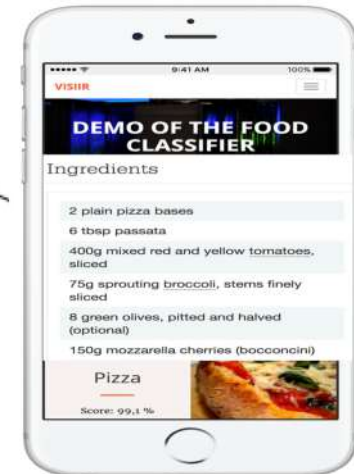 9:41 AM
100%
VISIIR
DEMO OF THE FOOD
CLASSIFIER
Ingredients
2 plain pizza bases
6 tbsp passata
400g mixed red and yellow tomatoes,
sliced
75g sprouting broccoli, stems finely
sliced
8 green olives, pitted and halved
(optional)
150g mozzarella cherries (bocconcini)
Pizza
Score: 99,1 %